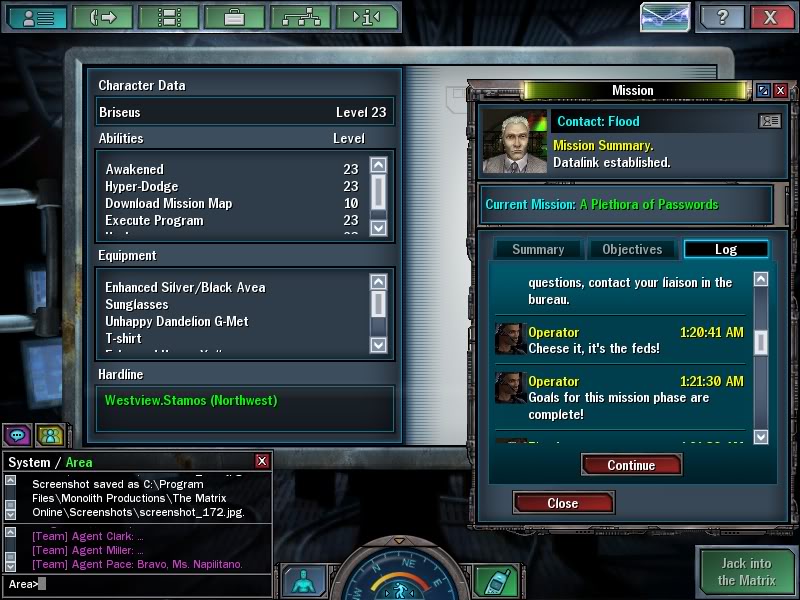 ?
X
Character Data
Briseus Level 23
Abilities Level
Awakened 23
Hyper-Dodge 23
Download Mission Map 10
Execute Program 23
Equipment
Enhanced Silver/Black Avea
Sunglasses
Unhappy Dandelion G-Met
T-shirt
Hardline
Westview.Stamos (Northwest)
Mission
X
Contact: Flood
Mission Summary.
Datalink established.
Current Mission: A Plethora of Passwords
Summary Objectives Log
questions, contact your liaison in the
bureau.
Operator 1:20:41 AM
Cheese it, it's the feds!
Operator 1:21:30 AM
Goals for this mission phase are
complete!
Continue
Close
System / Area
X
Screenshot saved as C:\Program
Files\Monolith Productions\The Matrix
Online\Screenshots\screenshot_172.jpg.
[Team] Agent Clark: ...
[Team] Agent Miller: ...
[Team] Agent Pace: Bravo, Ms. Napilitano.
Area>
NW N NE E
Jack into
the Matrix